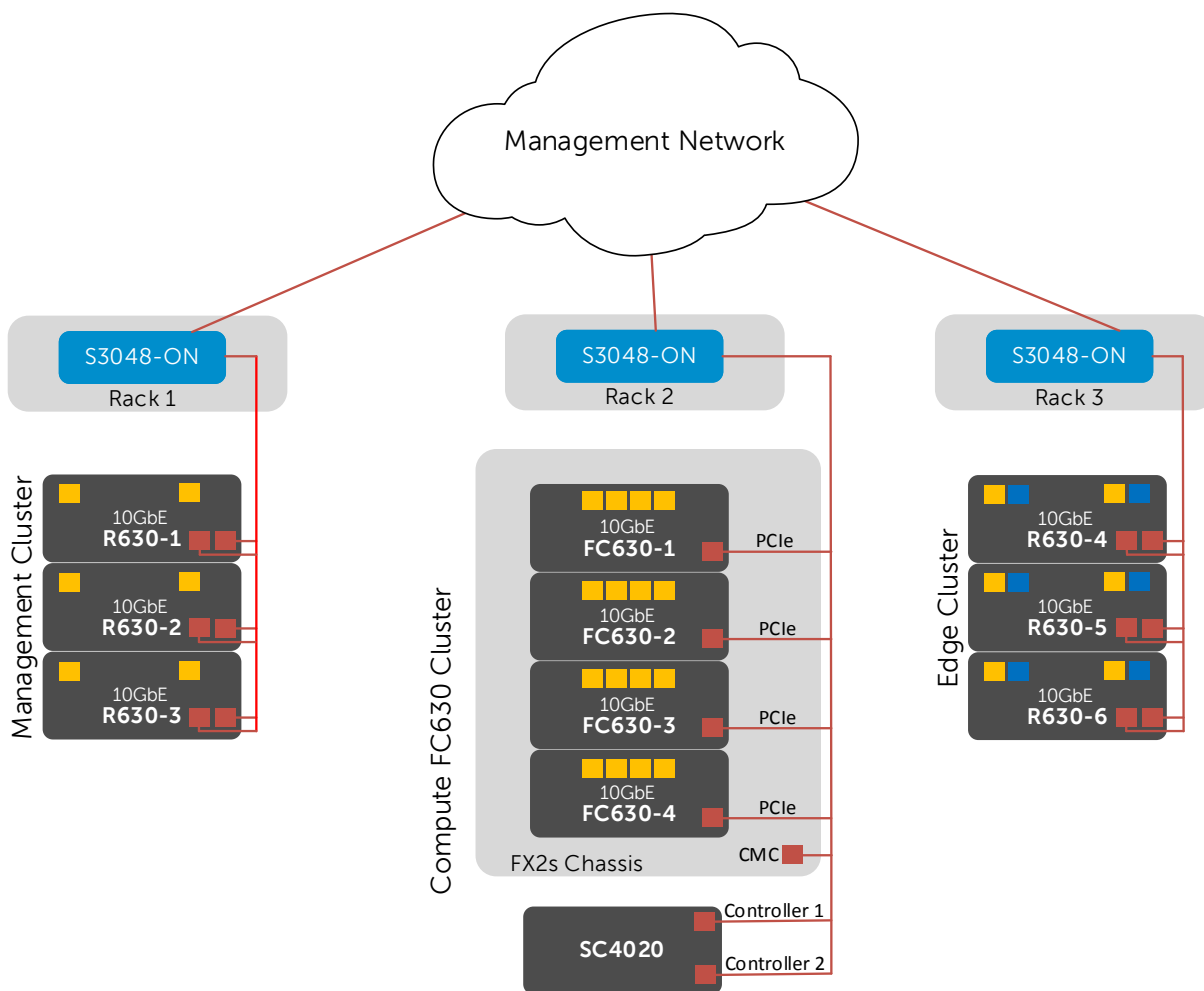 Management Network
S3048-ON
Rack 1
S3048-ON
Rack 2
S3048-ON
Rack 3
Management Cluster
10GbE
R630-1
10GbE
R630-2
10GbE
R630-3
Compute FC630 Cluster
10GbE
FC630-1
PCIe
10GbE
FC630-2
PCIe
10GbE
FC630-3
PCIe
10GbE
FC630-4
PCIe
CMC
FX2s Chassis
Controller 1
SC4020
Controller 2
Edge Cluster
10GbE
R630-4
10GbE
R630-5
10GbE
R630-6